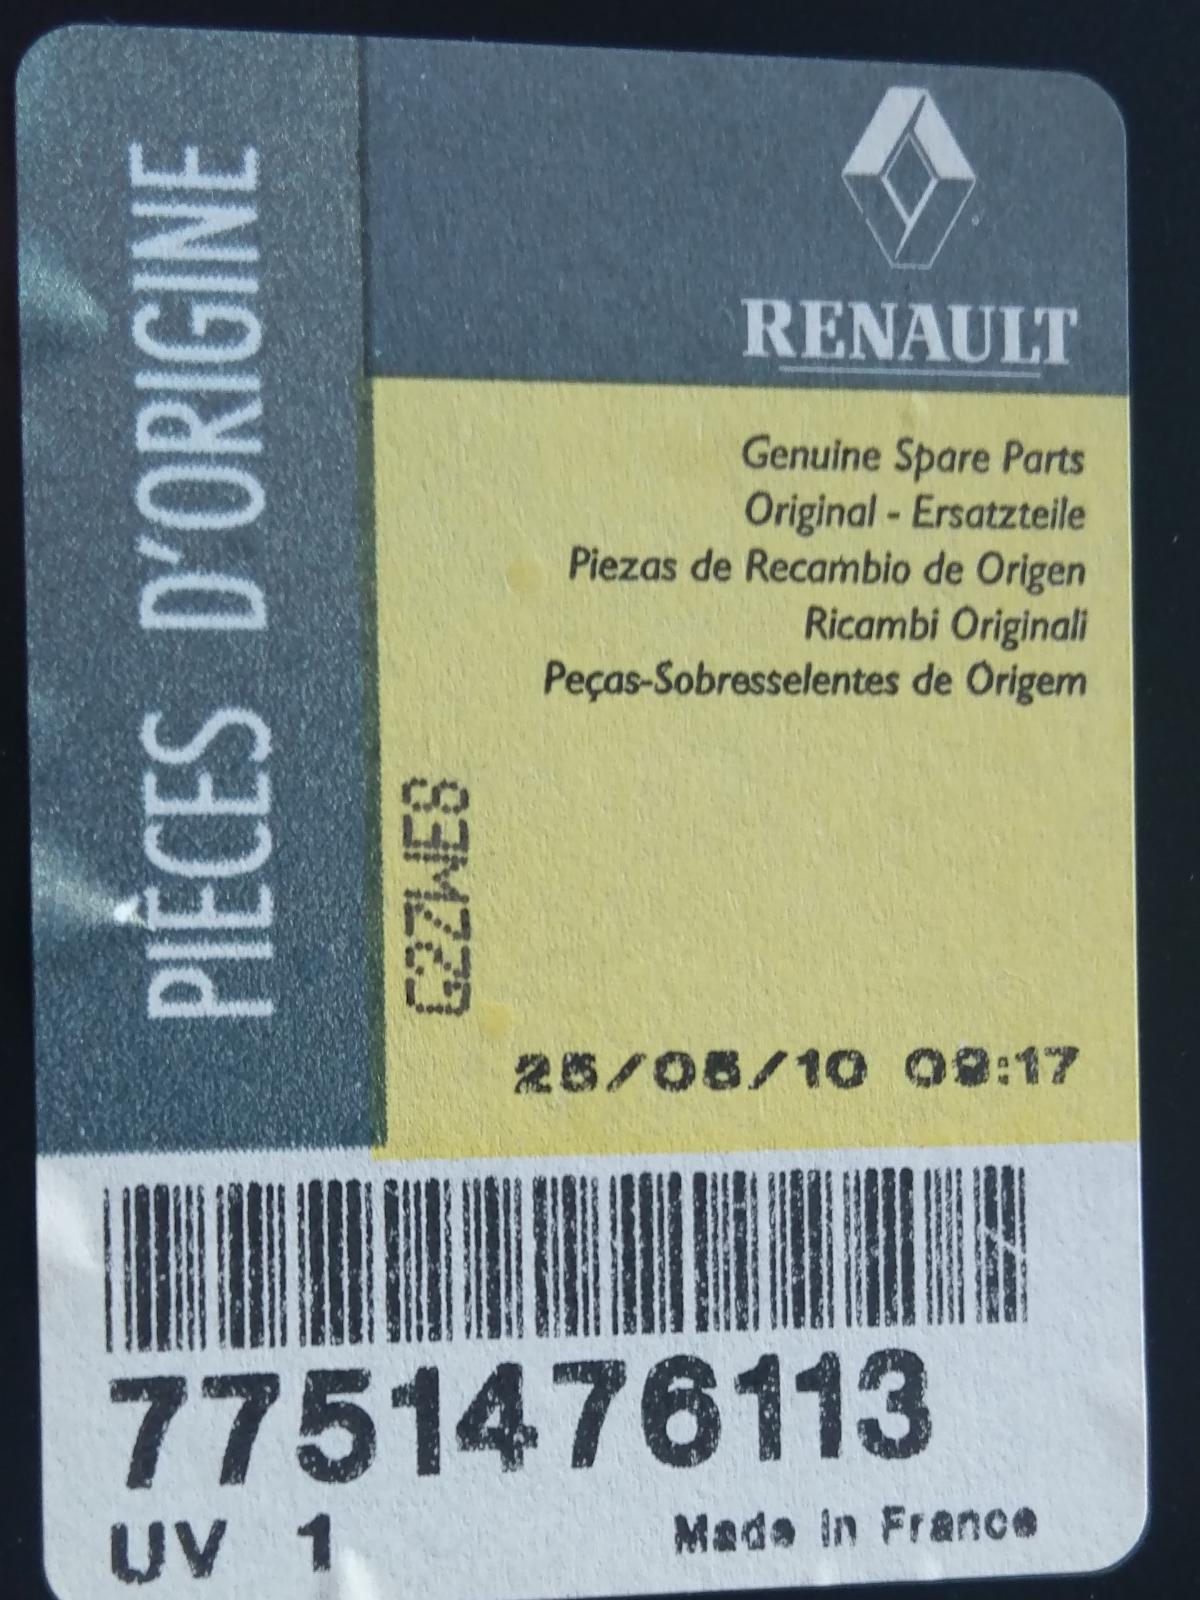 PIÈCES D'ORIGINE
RENAULT
Genuine Spare Parts
Original - Ersatzteile
Piezas de Recambio de Origen
Ricambi Originali
Peças-Sobresselentes de Origem
G2ZWE8
25/05/10 09:17
7751476113
UV 1 Made in France